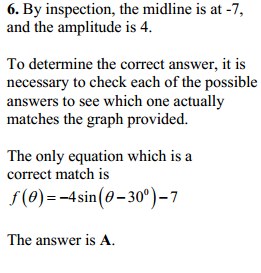 6. By inspection, the midline is at -7,
and the amplitude is 4.
To determine the correct answer, it is
necessary to check each of the possible
answers to see which one actually
matches the graph provided.
The only equation which is a
correct match is
f(θ)=-4sin(θ-30°)-7
The answer is A.